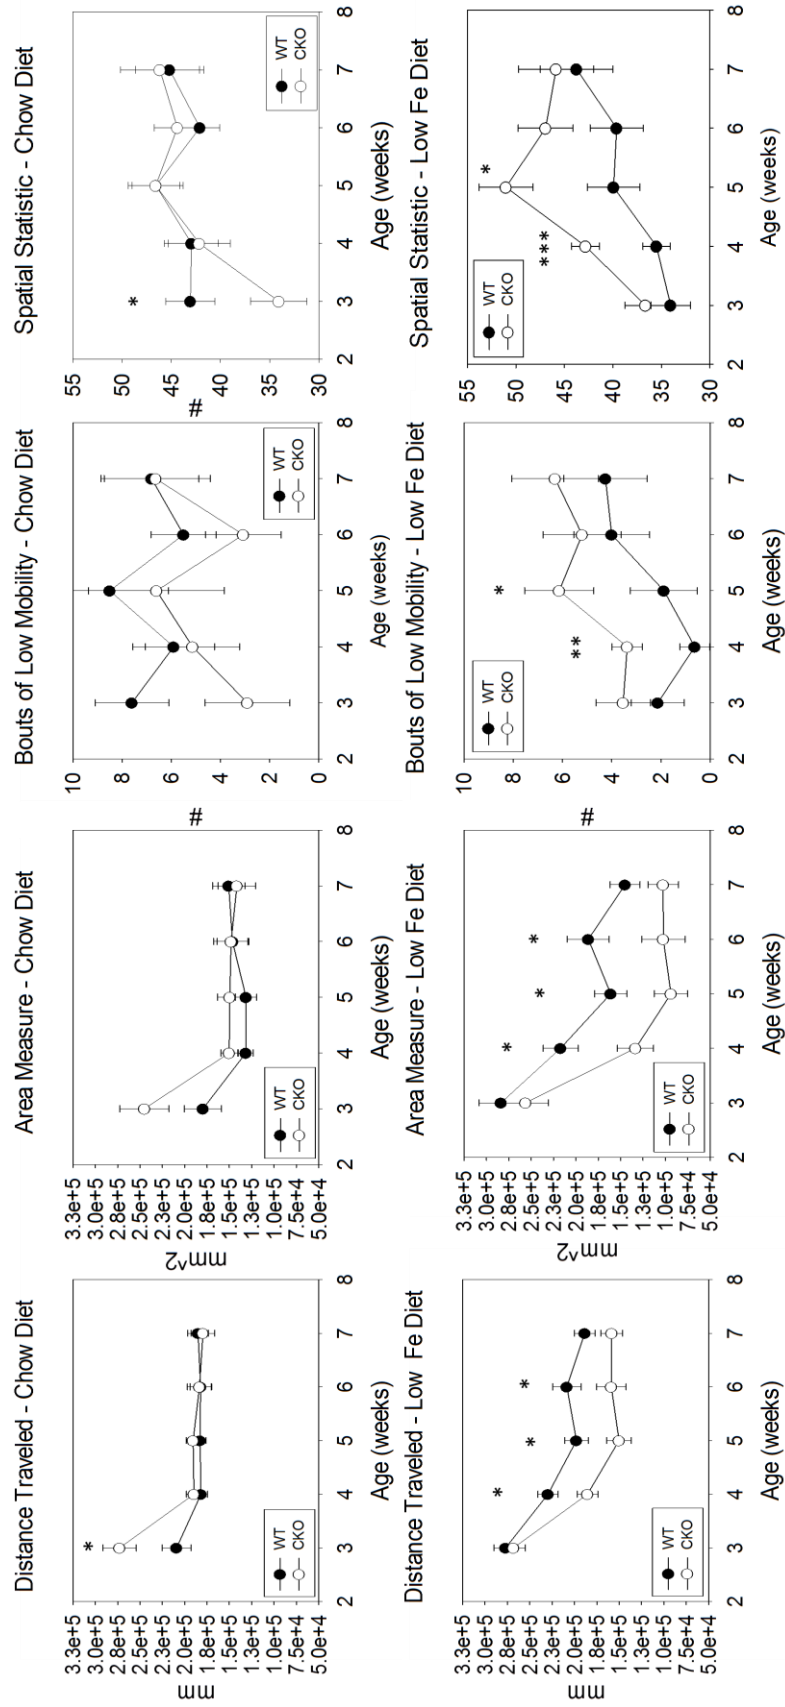 Distance Traveled - Chow Diet
mm
3.3e+5
3.0e+5
2.8e+5
2.5e+5
2.3e+5
2.0e+5
1.8e+5
1.5e+5
1.3e+5
1.0e+5
7.5e+4
5.0e+4
*
WT
CKO
2 3 4 5 6 7 8
Age (weeks)
Area Measure - Chow Diet
mm^2
3.3e+5
3.0e+5
2.8e+5
2.5e+5
2.3e+5
2.0e+5
1.8e+5
1.5e+5
1.3e+5
1.0e+5
7.5e+4
5.0e+4
WT
CKO
2 3 4 5 6 7 8
Age (weeks)
Bouts of Low Mobility - Chow Diet
#
10
8
6
4
2
0
WT
CKO
2 3 4 5 6 7 8
Age (weeks)
Spatial Statistic - Chow Diet
#
55
50
45
40
35
30
*
WT
CKO
2 3 4 5 6 7 8
Age (weeks)
Distance Traveled - Low Fe Diet
mm
3.3e+5
3.0e+5
2.8e+5
2.5e+5
2.3e+5
2.0e+5
1.8e+5
1.5e+5
1.3e+5
1.0e+5
7.5e+4
5.0e+4
* * *
WT
CKO
2 3 4 5 6 7 8
Age (weeks)
Area Measure - Low Fe Diet
mm^2
3.3e+5
3.0e+5
2.8e+5
2.5e+5
2.3e+5
2.0e+5
1.8e+5
1.5e+5
1.3e+5
1.0e+5
7.5e+4
5.0e+4
* * *
WT
CKO
2 3 4 5 6 7 8
Age (weeks)
Bouts of Low Mobility - Low Fe Diet
#
10
8
6
4
2
0
WT
CKO
** *
2 3 4 5 6 7 8
Age (weeks)
Spatial Statistic - Low Fe Diet
55
50
45
40
35
30
WT
CKO
*** *
2 3 4 5 6 7 8
Age (weeks)